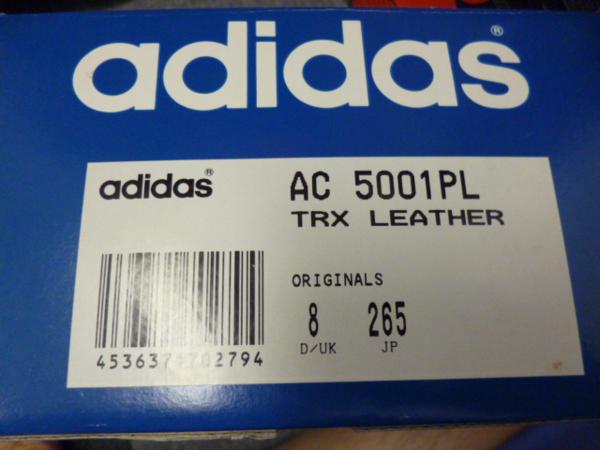 adidas®
adidas®
AC 5001PL
TRX LEATHER
ORIGINALS
8 265
D/UK JP